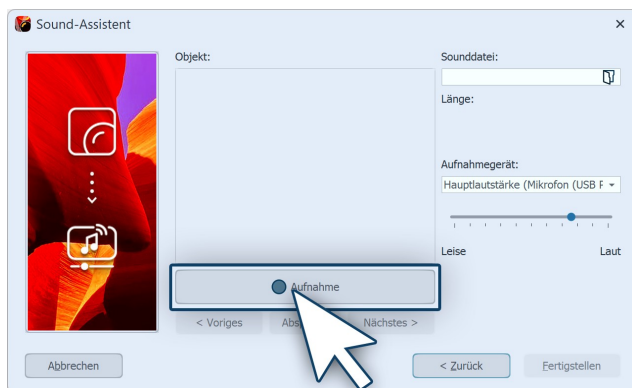 Sound-Assistent
Objekt:
Sounddatei:
Länge:
Aufnahmegerät:
Hauptlautstärke (Mikrofon (USB F
Leise Laut
Aufnahme
< Voriges Nächstes >
Abbrechen
< Zurück
Fertigstellen